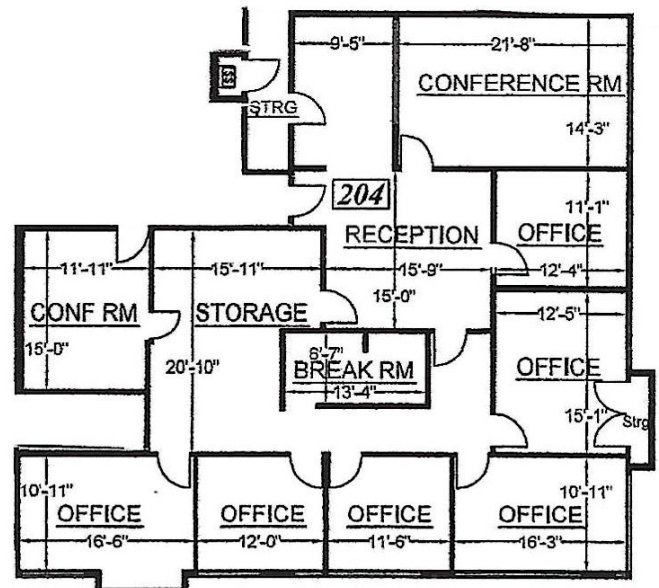 9'-5"
21'-8"
CONFERENCE RM
STRG
14'-3"
204
11'-1"
RECEPTION
OFFICE
11'-11"
15'-11"
15'-9"
12'-4"
15'-0"
CONF RM
STORAGE
12'-5"
15'-0"
6'-7"
20'-10"
BREAK RM
OFFICE
13'-4"
15'-1"
Strg
10'-11"
10'-11"
OFFICE
OFFICE
OFFICE
OFFICE
16'-6"
12'-0"
11'-6"
16'-3"